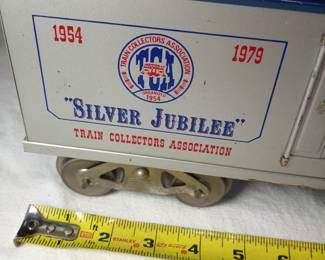 1954
1979
TRAIN COLLECTORS ASSOCIATION
TCA
1954
"SILVER JUBILEE"
TRAIN COLLECTORS ASSOCIATION
1 2 STANLEY 3 4 5 6 7